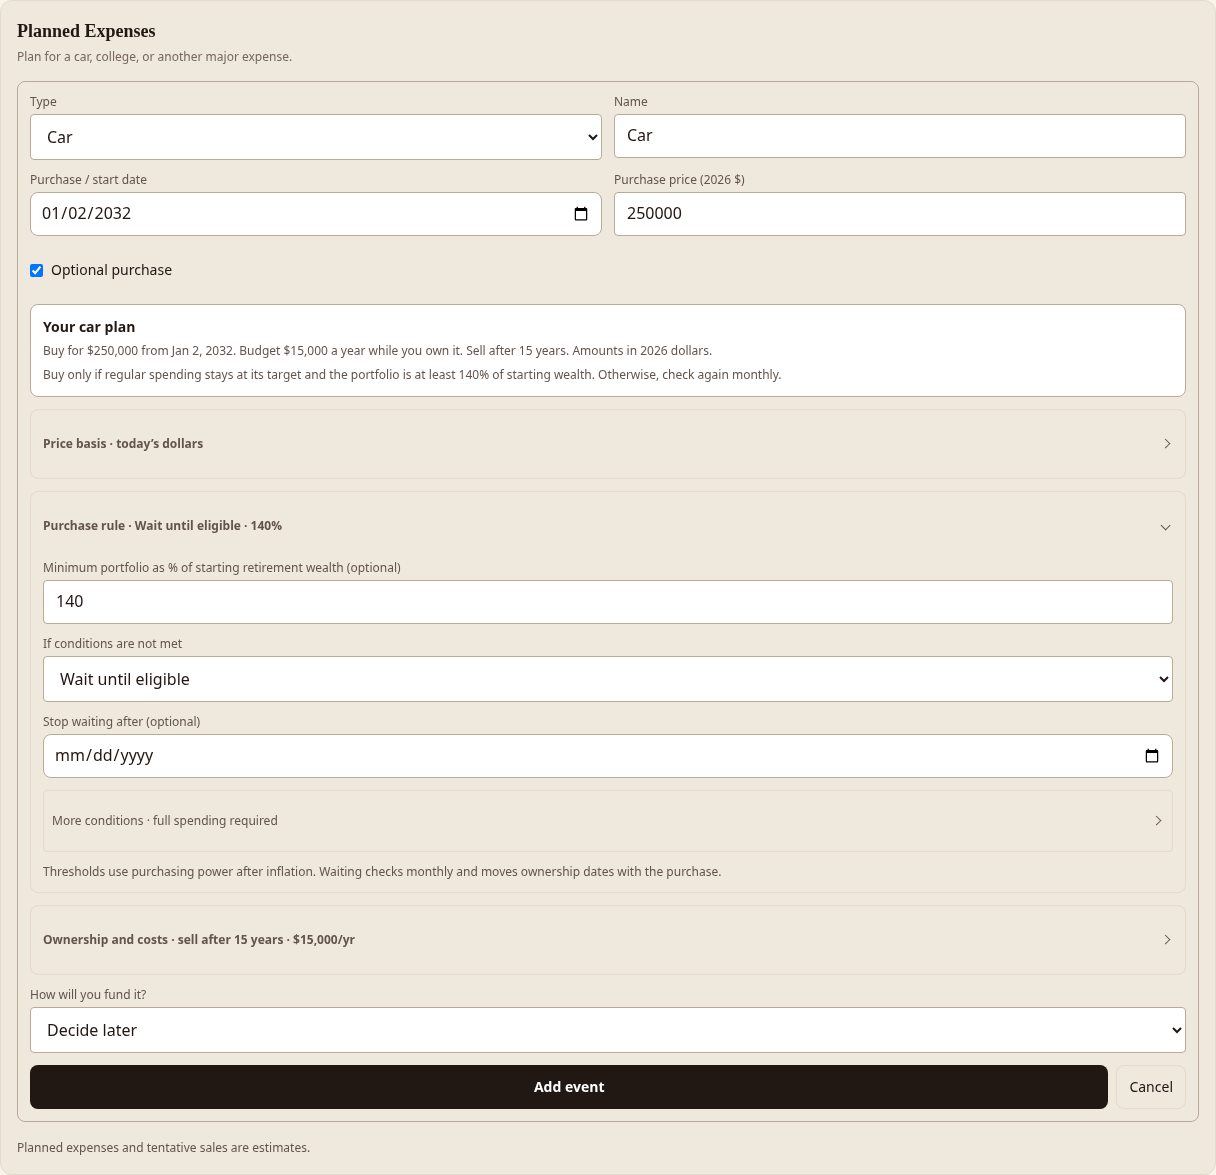 Planned Expenses
Plan for a car, college, or another major expense.
Type
Name
Car
Car
Purchase / start date
Purchase price (2026 $)
01/02/2032
250000
Optional purchase
Your car plan
Buy for $250,000 from Jan 2, 2032. Budget $15,000 a year while you own it. Sell after 15 years. Amounts in 2026 dollars.
Buy only if regular spending stays at its target and the portfolio is at least 140% of starting wealth. Otherwise, check again monthly.
Price basis · today’s dollars
Purchase rule · Wait until eligible · 140%
Minimum portfolio as % of starting retirement wealth (optional)
140
If conditions are not met
Wait until eligible
Stop waiting after (optional)
mm/dd/yyyy
More conditions · full spending required
Thresholds use purchasing power after inflation. Waiting checks monthly and moves ownership dates with the purchase.
Ownership and costs · sell after 15 years · $15,000/yr
How will you fund it?
Decide later
Add event
Cancel
Planned expenses and tentative sales are estimates.